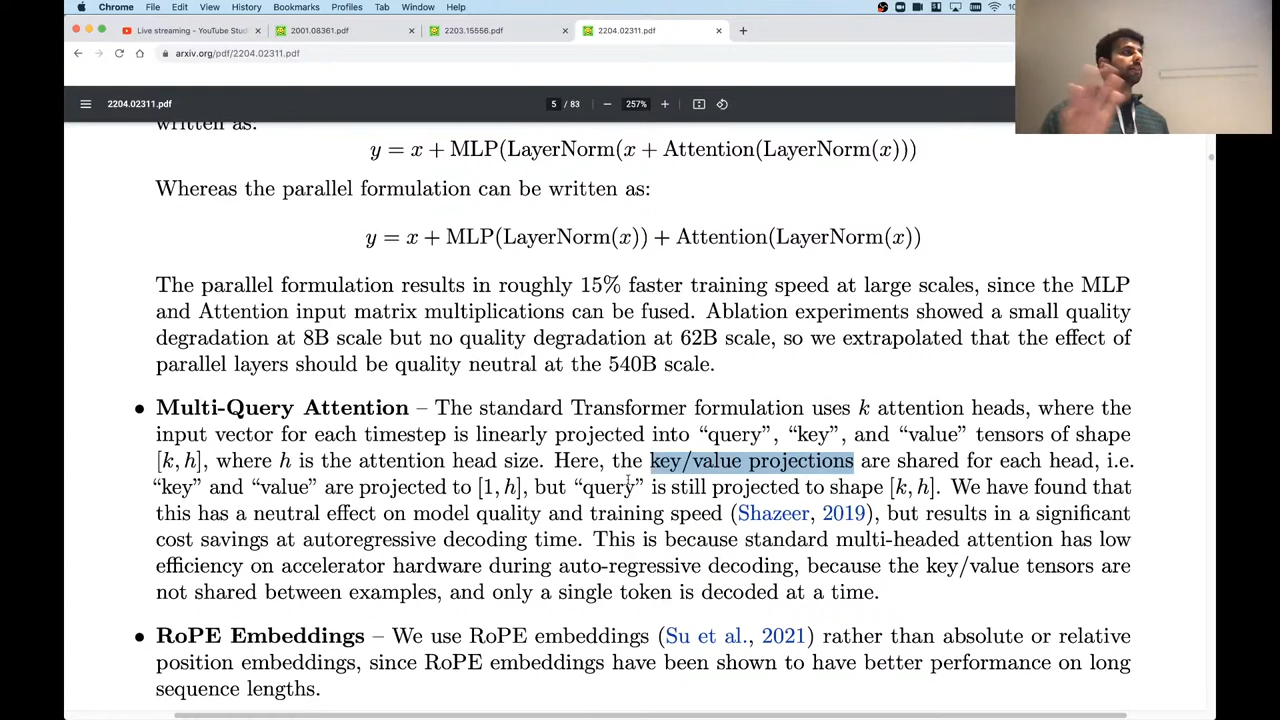 Chrome File Edit View History Bookmarks Profiles Tab Window Help
Live streaming - YouTube Stud
2001.08361.pdf
2203.15556.pdf
2204.02311.pdf
arxiv.org/pdf/2204.02311.pdf
2204.02311.pdf
5 / 83
257%
written as:
y = x + MLP(LayerNorm(x + Attention(LayerNorm(x)))
Whereas the parallel formulation can be written as:
y = x + MLP(LayerNorm(x)) + Attention(LayerNorm(x))
The parallel formulation results in roughly 15% faster training speed at large scales, since the MLP
and Attention input matrix multiplications can be fused. Ablation experiments showed a small quality
degradation at 8B scale but no quality degradation at 62B scale, so we extrapolated that the effect of
parallel layers should be quality neutral at the 540B scale.
• Multi-Query Attention – The standard Transformer formulation uses k attention heads, where the
input vector for each timestep is linearly projected into “query”, “key”, and “value” tensors of shape
[k, h], where h is the attention head size. Here, the key/value projections are shared for each head, i.e.
“key” and “value” are projected to [1, h], but “query” is still projected to shape [k, h]. We have found that
this has a neutral effect on model quality and training speed (Shazeer, 2019), but results in a significant
cost savings at autoregressive decoding time. This is because standard multi-headed attention has low
efficiency on accelerator hardware during auto-regressive decoding, because the key/value tensors are
not shared between examples, and only a single token is decoded at a time.
• RoPE Embeddings – We use RoPE embeddings (Su et al., 2021) rather than absolute or relative
position embeddings, since RoPE embeddings have been shown to have better performance on long
sequence lengths.